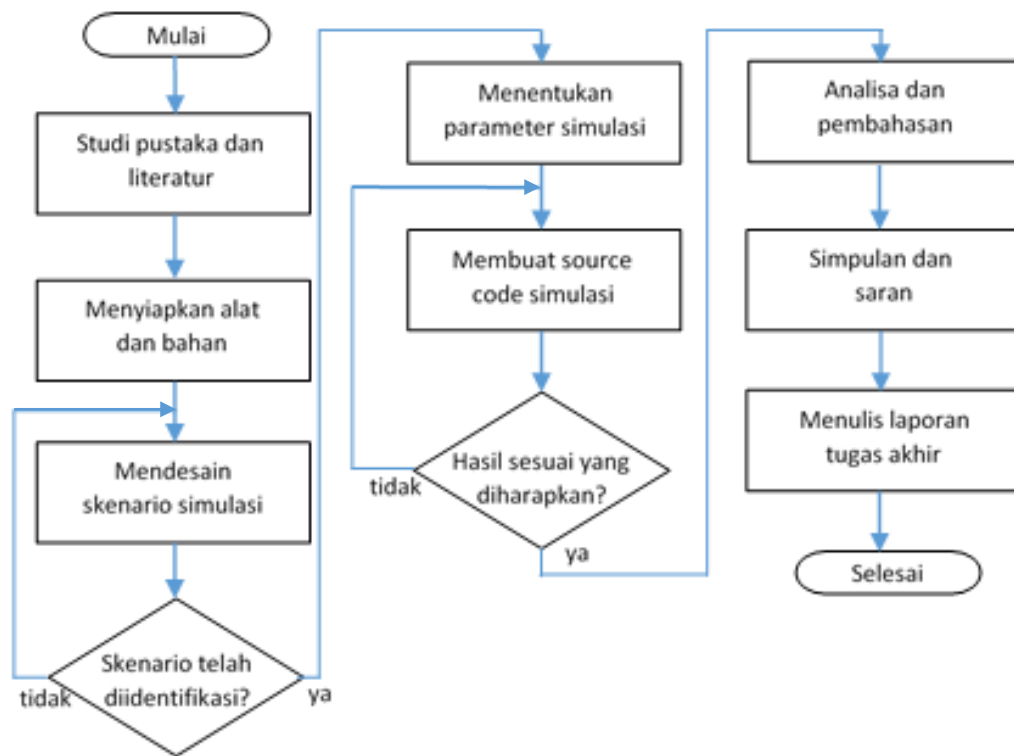 Mulai
Studi pustaka dan
literatur
Menyiapkan alat
dan bahan
Mendesain
skenario simulasi
Skenario telah
diidentifikasi?
tidak
ya
Menentukan
parameter simulasi
Membuat source
code simulasi
Hasil sesuai yang
diharapkan?
tidak
ya
Analisa dan
pembahasan
Simpulan dan
saran
Menulis laporan
tugas akhir
Selesai